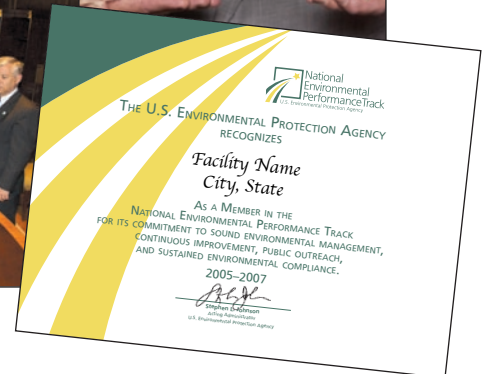 National
Environmental
PerformanceTrack
U.S. Environmental Protection Agency
THE U.S. ENVIRONMENTAL PROTECTION AGENCY
RECOGNIZES
Facility Name
City, State
AS A MEMBER IN THE
NATIONAL ENVIRONMENTAL PERFORMANCE TRACK
FOR ITS COMMITMENT TO SOUND ENVIRONMENTAL MANAGEMENT,
CONTINUOUS IMPROVEMENT, PUBLIC OUTREACH,
AND SUSTAINED ENVIRONMENTAL COMPLIANCE.
2005–2007
Stephen L. Johnson
Acting Administrator
U.S. Environmental Protection Agency